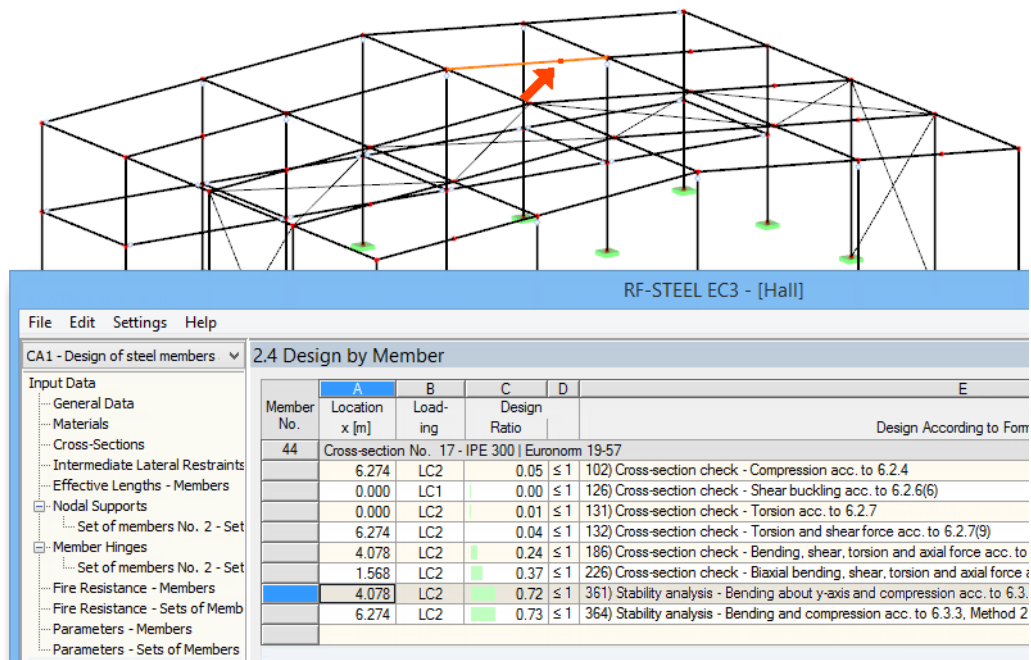 RF-STEEL EC3 - [Hall]
File Edit Settings Help
CA1 - Design of steel members
2.4 Design by Member
Input Data
General Data
Materials
Cross-Sections
Intermediate Lateral Restraints
Effective Lengths - Members
Nodal Supports
Set of members No. 2 - Set
Member Hinges
Set of members No. 2 - Set
Fire Resistance - Members
Fire Resistance - Sets of Memb
Parameters - Members
Parameters - Sets of Members
A B C D E
Member Location Load- Design
No. x [m] ing Ratio Design According to Form
44 Cross-section No. 17 - IPE 300 | Euronorm 19-57
6.274 LC2 0.05 ≤ 1 102) Cross-section check - Compression acc. to 6.2.4
0.000 LC1 0.00 ≤ 1 126) Cross-section check - Shear buckling acc. to 6.2.6(6)
0.000 LC2 0.01 ≤ 1 131) Cross-section check - Torsion acc. to 6.2.7
6.274 LC2 0.04 ≤ 1 132) Cross-section check - Torsion and shear force acc. to 6.2.7(9)
4.078 LC2 0.24 ≤ 1 186) Cross-section check - Bending, shear, torsion and axial force acc. to
1.568 LC2 0.37 ≤ 1 226) Cross-section check - Biaxial bending, shear, torsion and axial force a
4.078 LC2 0.72 ≤ 1 361) Stability analysis - Bending about y-axis and compression acc. to 6.3.
6.274 LC2 0.73 ≤ 1 364) Stability analysis - Bending and compression acc. to 6.3.3, Method 2